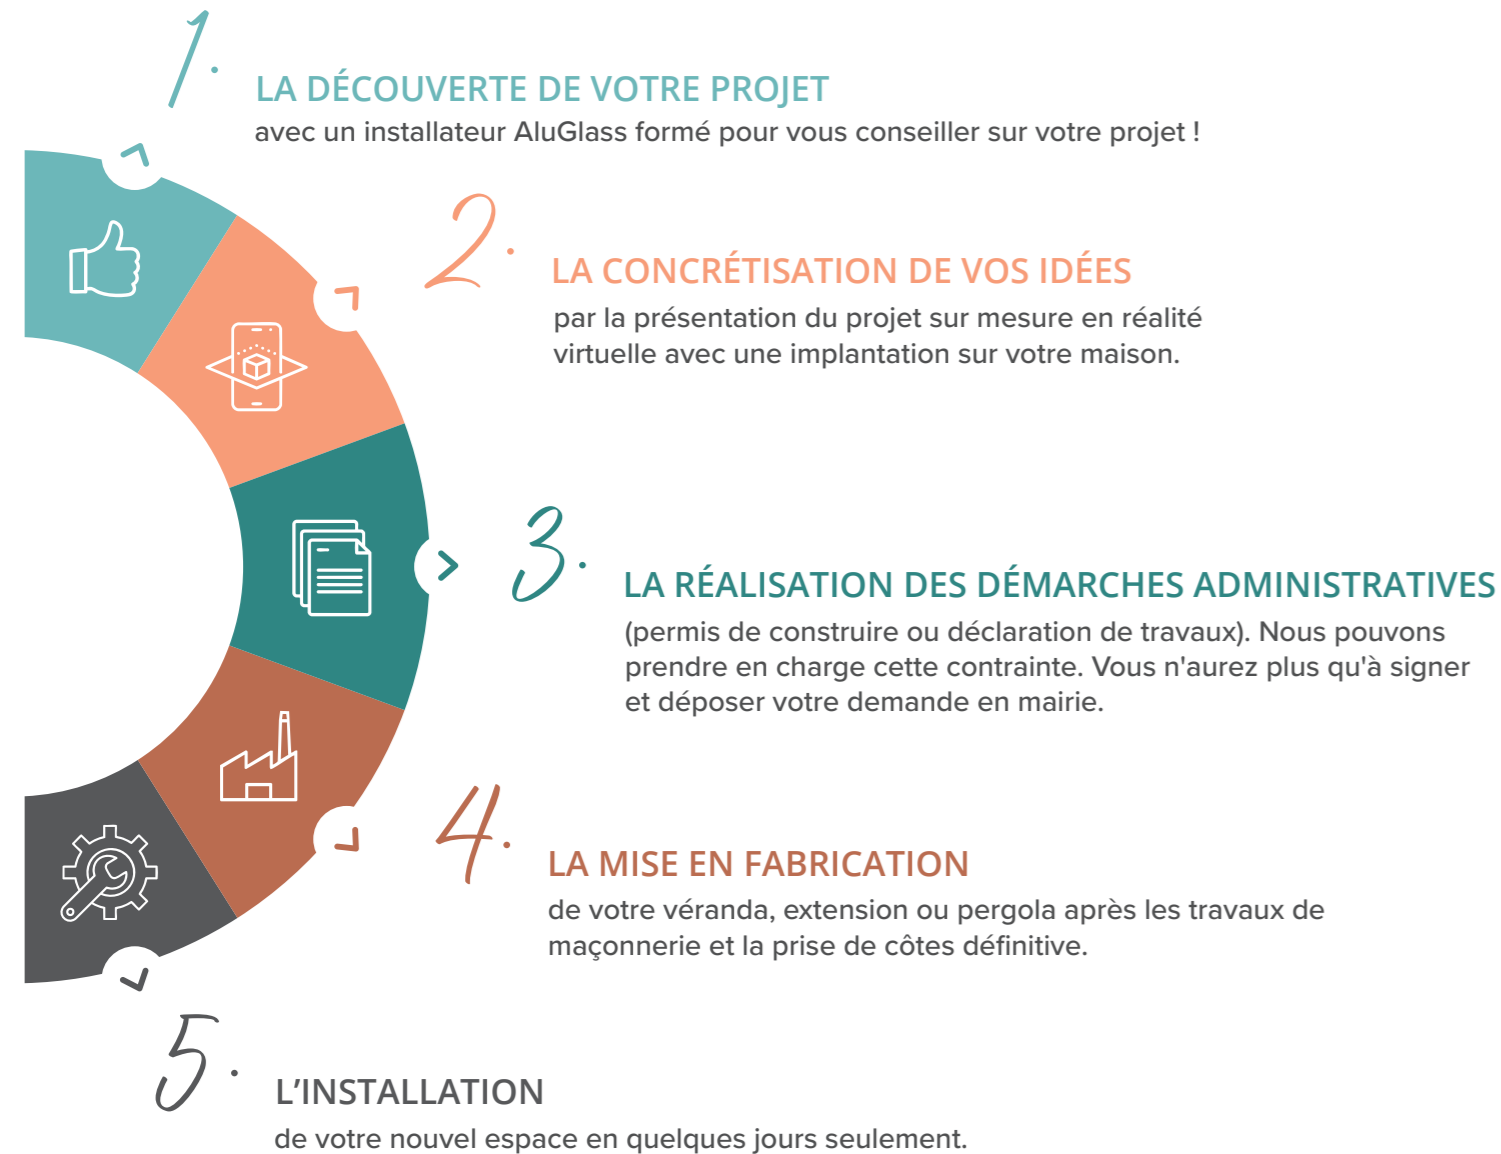 1.
LA DÉCOUVERTE DE VOTRE PROJET
avec un installateur AluGlass formé pour vous conseiller sur votre projet !
2.
LA CONCRÉTISATION DE VOS IDÉES
par la présentation du projet sur mesure en réalité
virtuelle avec une implantation sur votre maison.
3.
LA RÉALISATION DES DÉMARCHES ADMINISTRATIVES
(permis de construire ou déclaration de travaux). Nous pouvons
prendre en charge cette contrainte. Vous n'aurez plus qu'à signer
et déposer votre demande en mairie.
4.
LA MISE EN FABRICATION
de votre véranda, extension ou pergola après les travaux de
maçonnerie et la prise de côtes définitive.
5.
L’INSTALLATION
de votre nouvel espace en quelques jours seulement.